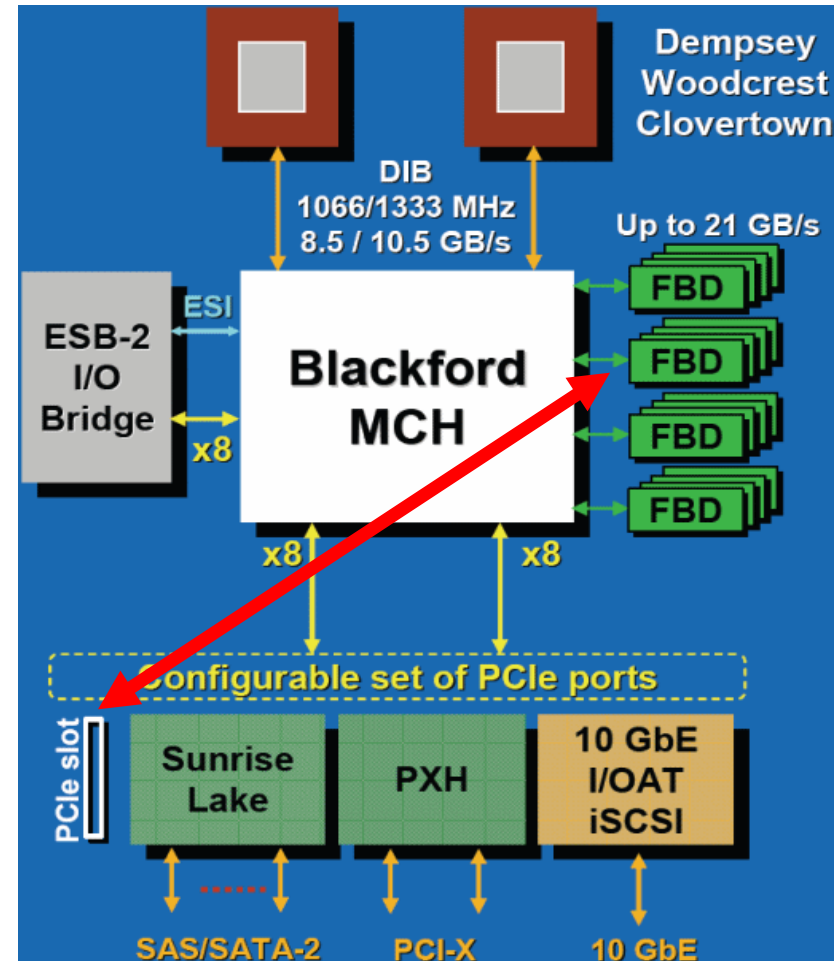 Dempsey
Woodcrest
Clovertown
DIB
1066/1333 MHz
8.5 / 10.5 GB/s
Up to 21 GB/s
FBD
FBD
FBD
FBD
ESB-2
I/O
Bridge
ESI
x8
Blackford
MCH
x8
x8
Configurable set of PCIe ports
PCIe slot
Sunrise
Lake
PXH
10 GbE
I/OAT
iSCSI
SAS/SATA-2
PCI-X
10 GbE